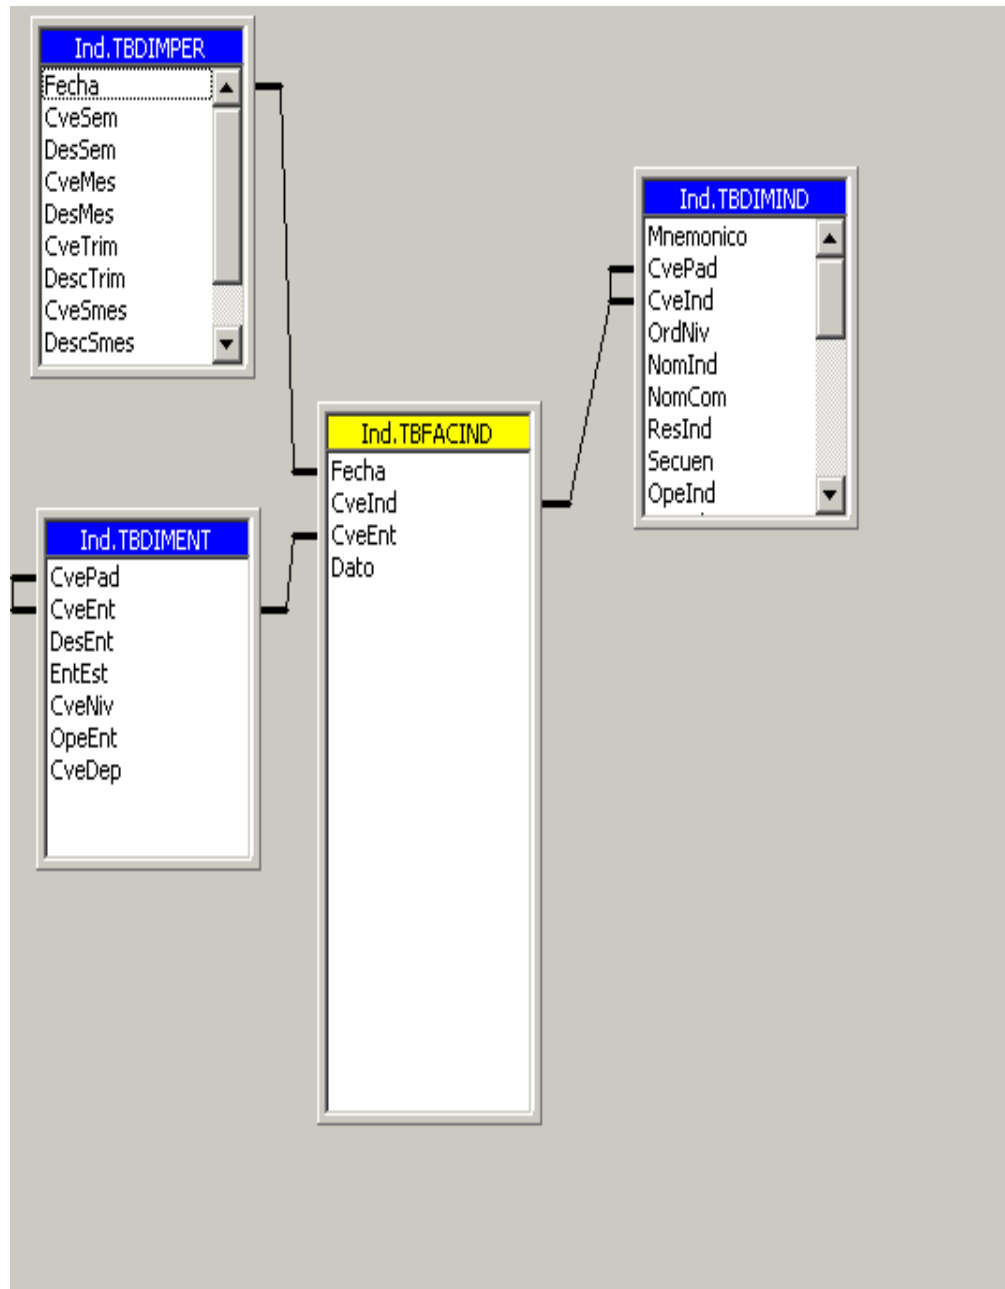 Ind.TBDIMPER
Fecha
CveSem
DesSem
CveMes
DesMes
CveTrim
DescTrim
CveSmes
DescSmes
Ind.TBDIMIND
Mnemonico
CvePad
CveInd
OrdNiv
NomInd
NomCom
ResInd
Secuen
OpeInd
Ind.TBFACIND
Fecha
CveInd
CveEnt
Dato
Ind.TBDIMENT
CvePad
CveEnt
DesEnt
EntEst
CveNiv
OpeEnt
CveDep